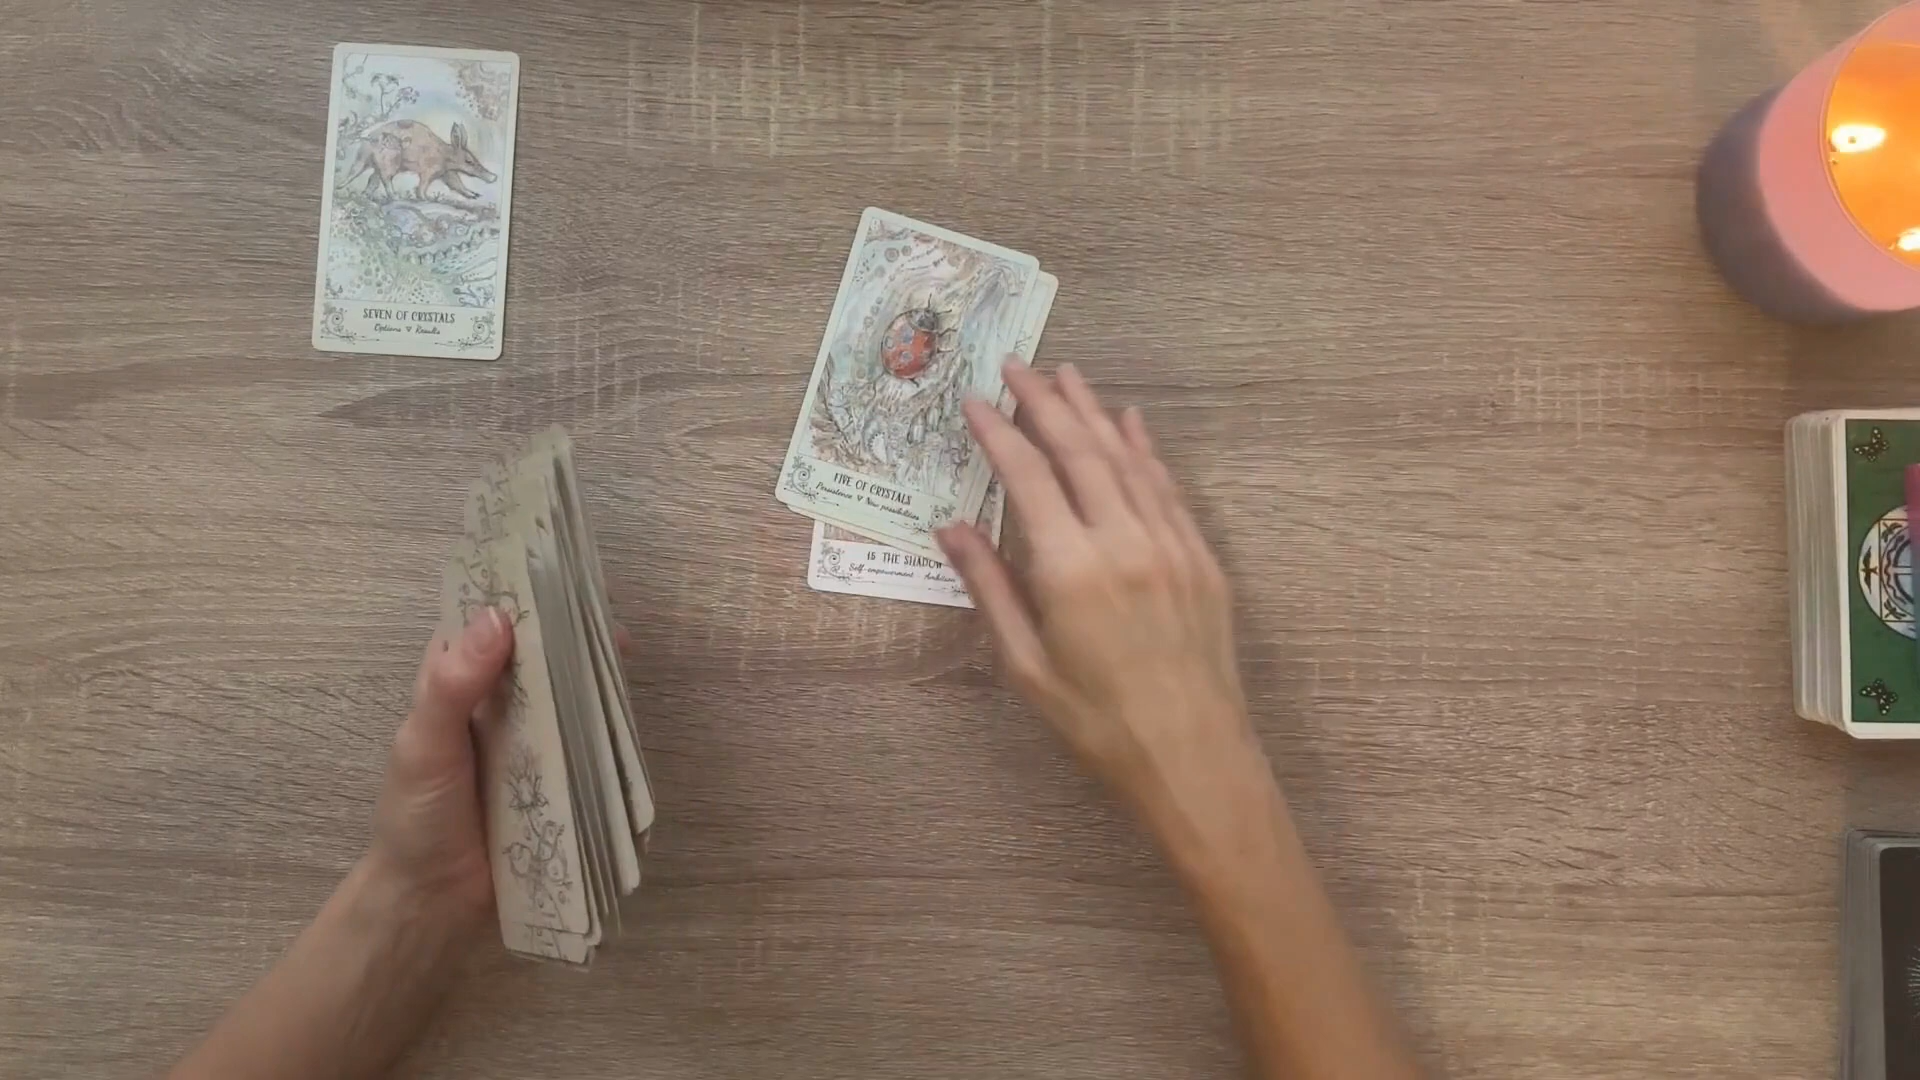 SEVEN OF CRYSTALS
Options ♡ Results
FIVE OF CRYSTALS
Persistence ♡ New possibilities
15 THE SHADOW
Self-empowerment Ambition